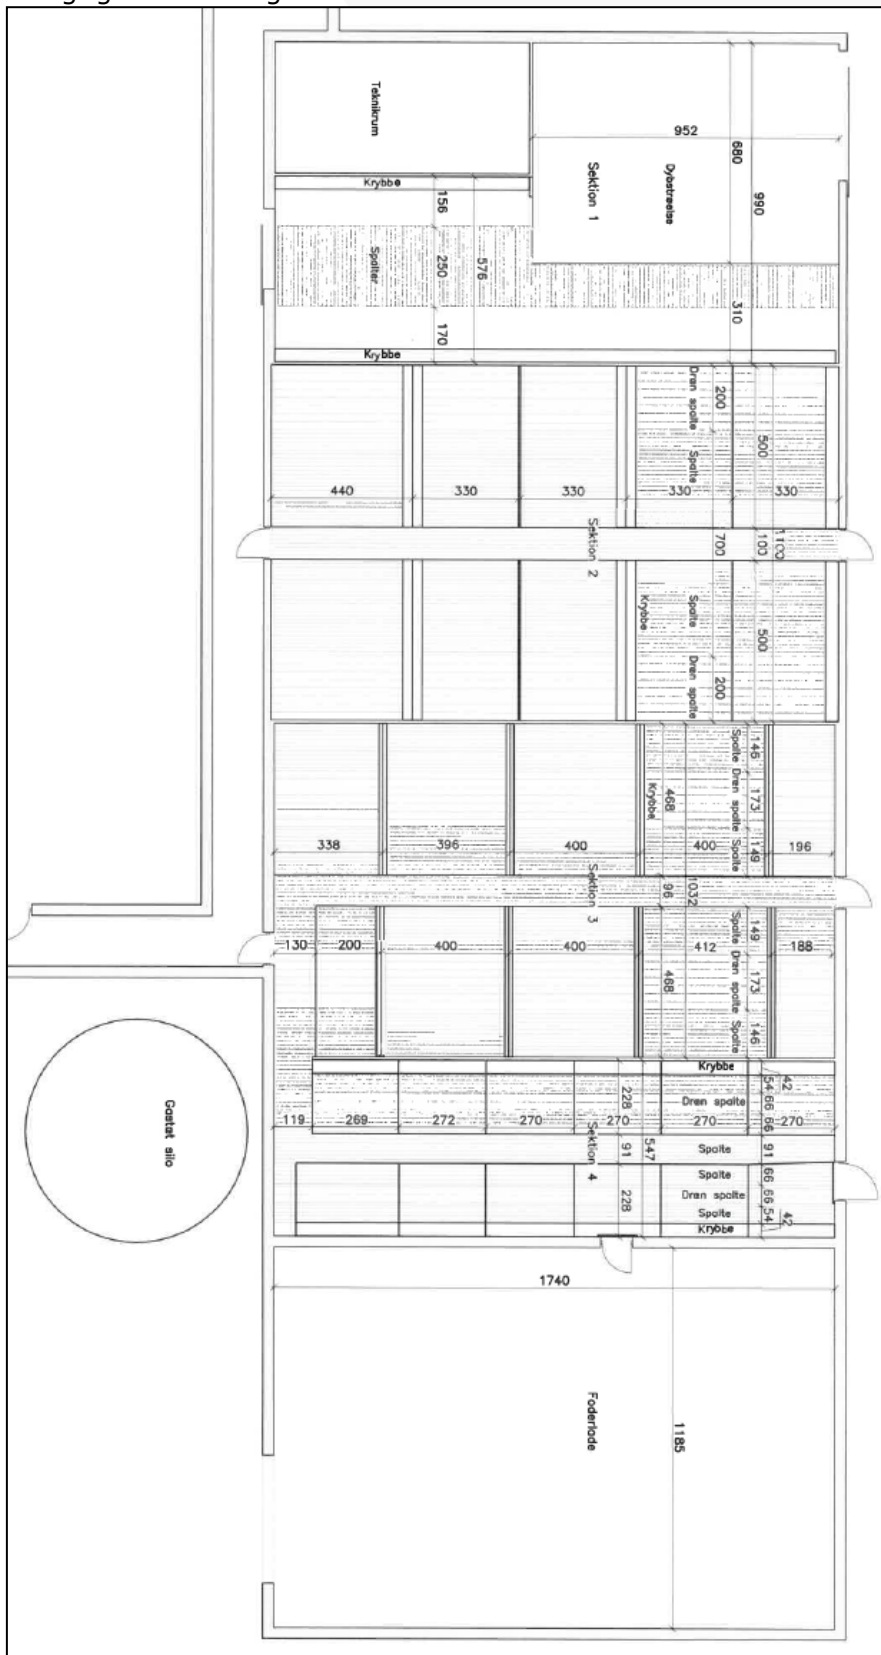 Teknikrum
952
680
990
Dybstrøelse
Sektion 1
Krybbe
156
Spalter
250
576
310
170
Krybbe
Dræn spalte
200
500
Spalte
440
330
330
330
330
Sektion 2
700
100
1100
Krybbe
Spalte
500
Dræn spalte
200
Spalte Dræn spalte Spalte
146
173
149
468
Krybbe
338
396
400
400
196
Sektion 3
96
1032
130
200
400
400
412
188
Spalte Dræn spalte Spalte
149
173
146
468
Krybbe
42
54
66
66
Dræn spalte
228
119
269
272
270
270
270
270
Sektion 4
91
547
Spalte
91
Spalte
66
Dræn spalte
66
228
Spalte
54
42
Krybbe
Gastæt silo
1740
Foderlade
1185